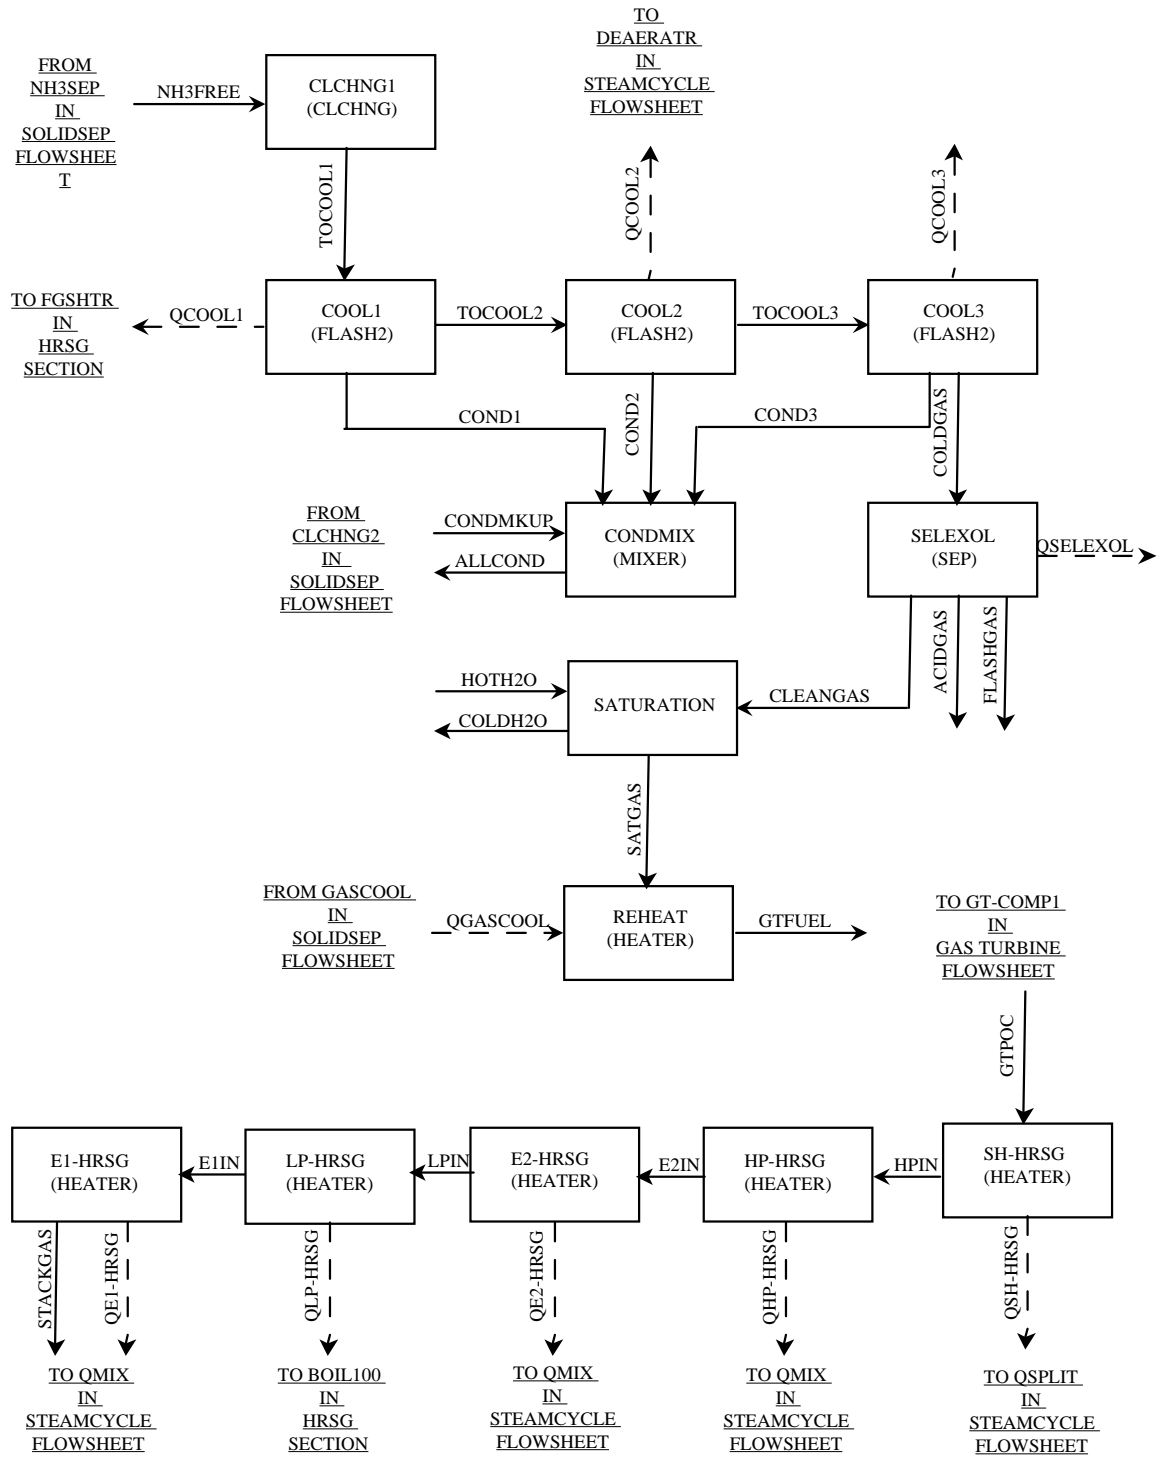 TO
DEAERATR
IN
STEAMCYCLE
FLOWSHEET
FROM
NH3SEP
IN
SOLIDSEP
FLOWSHEE
T
NH3FREE
CLCHNG1
(CLCHNG)
TOCOOL1
QCOOL2
QCOOL3
TO FGSHTR
IN
HRSG
SECTION
QCOOL1
COOL1
(FLASH2)
TOCOOL2
COOL2
(FLASH2)
TOCOOL3
COOL3
(FLASH2)
COND1
COND2
COND3
COLDGAS
FROM
CLCHNG2
IN
SOLIDSEP
FLOWSHEET
CONDMKUP
ALLCOND
CONDMIX
(MIXER)
SELEXOL
(SEP)
QSELEXOL
ACIDGAS
FLASHGAS
HOTH2O
COLDH2O
SATURATION
CLEANGAS
SATGAS
FROM GASCOOL
IN
SOLIDSEP
FLOWSHEET
QGASCOOL
REHEAT
(HEATER)
GTFUEL
TO GT-COMP1
IN
GAS TURBINE
FLOWSHEET
GTPOC
E1-HRSG
(HEATER)
E1IN
LP-HRSG
(HEATER)
LPIN
E2-HRSG
(HEATER)
E2IN
HP-HRSG
(HEATER)
HPIN
SH-HRSG
(HEATER)
STACKGAS
QE1-HRSG
QLP-HRSG
QE2-HRSG
QHP-HRSG
QSH-HRSG
TO QMIX
IN
STEAMCYCLE
FLOWSHEET
TO BOIL100
IN
HRSG
SECTION
TO QMIX
IN
STEAMCYCLE
FLOWSHEET
TO QMIX
IN
STEAMCYCLE
FLOWSHEET
TO QSPLIT
IN
STEAMCYCLE
FLOWSHEET